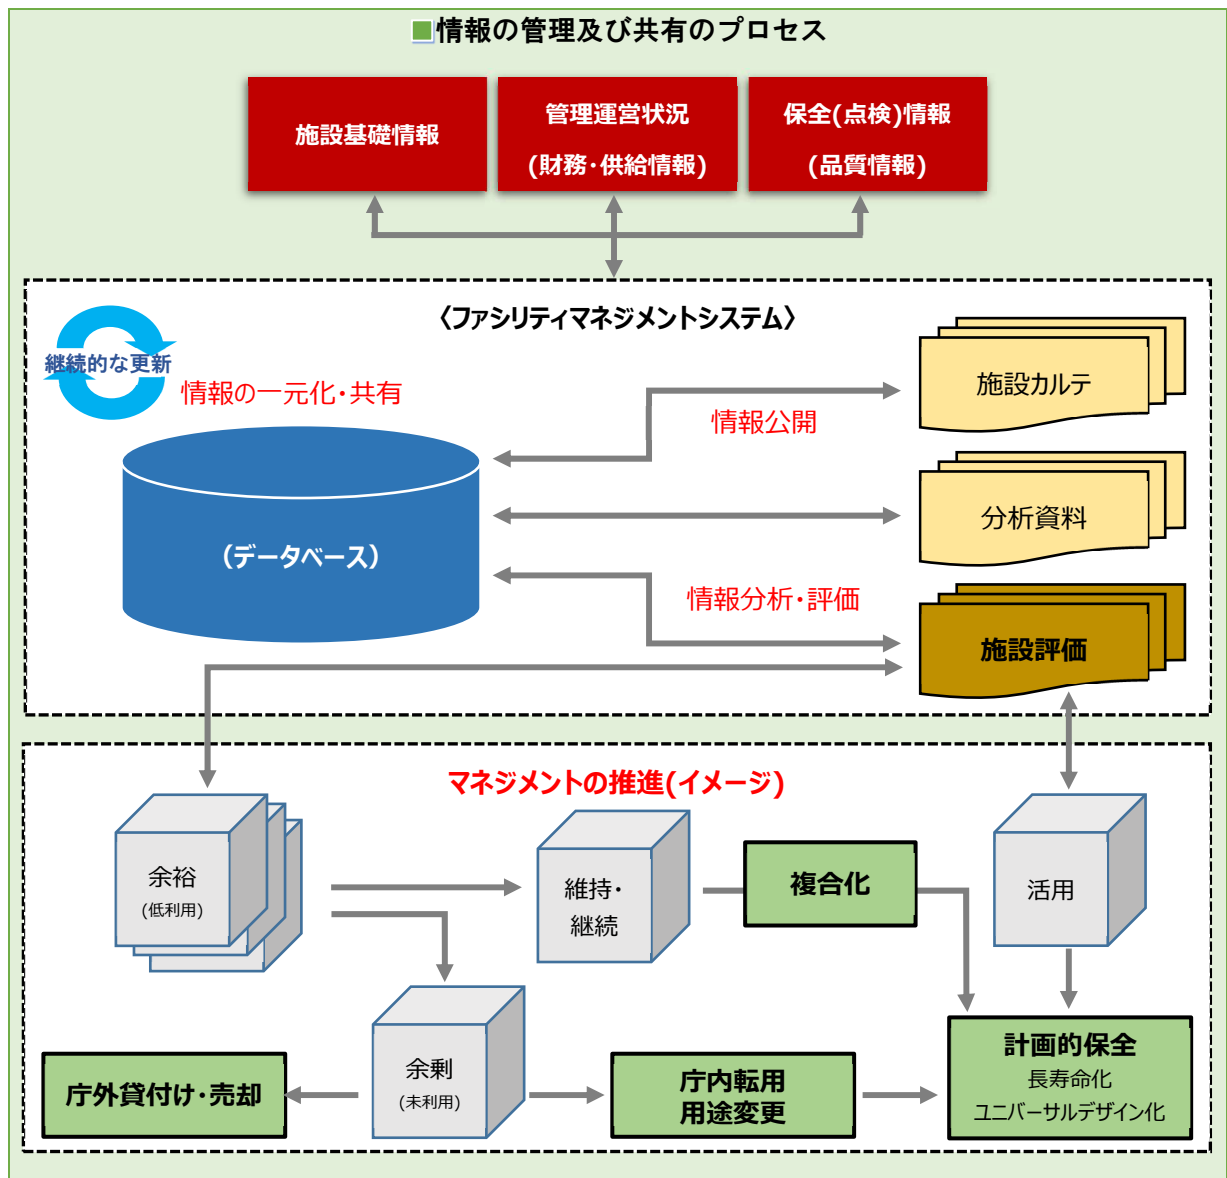 ■情報の管理及び共有のプロセス
施設基礎情報
管理運営状況
(財務・供給情報)
保全(点検)情報
(品質情報)
〈ファシリティマネジメントシステム〉
継続的な更新
情報の一元化・共有
情報公開
施設カルテ
(データベース)
分析資料
情報分析・評価
施設評価
マネジメントの推進(イメージ)
余裕
(低利用)
維持・
継続
複合化
活用
余剰
(未利用)
庁外貸付け・売却
庁内転用
用途変更
計画的保全
長寿命化
ユニバーサルデザイン化